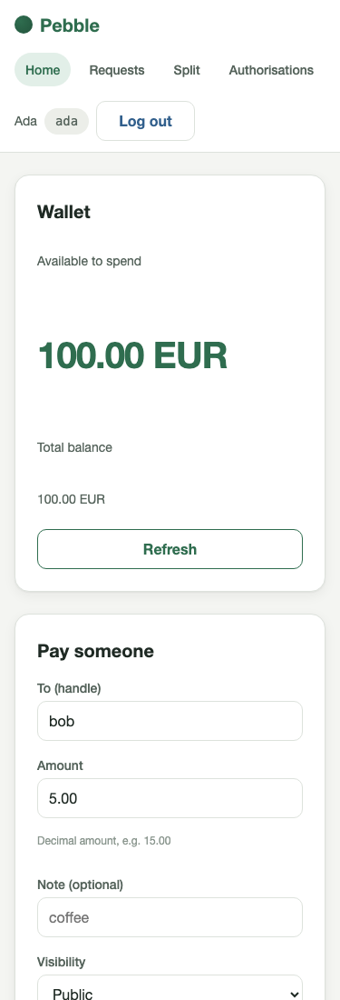 Pebble
Home Requests Split Authorisations
Ada ada Log out
Wallet
Available to spend
100.00 EUR
Total balance
100.00 EUR
Refresh
Pay someone
To (handle)
bob
Amount
5.00
Decimal amount, e.g. 15.00
Note (optional)
coffee
Visibility
Public